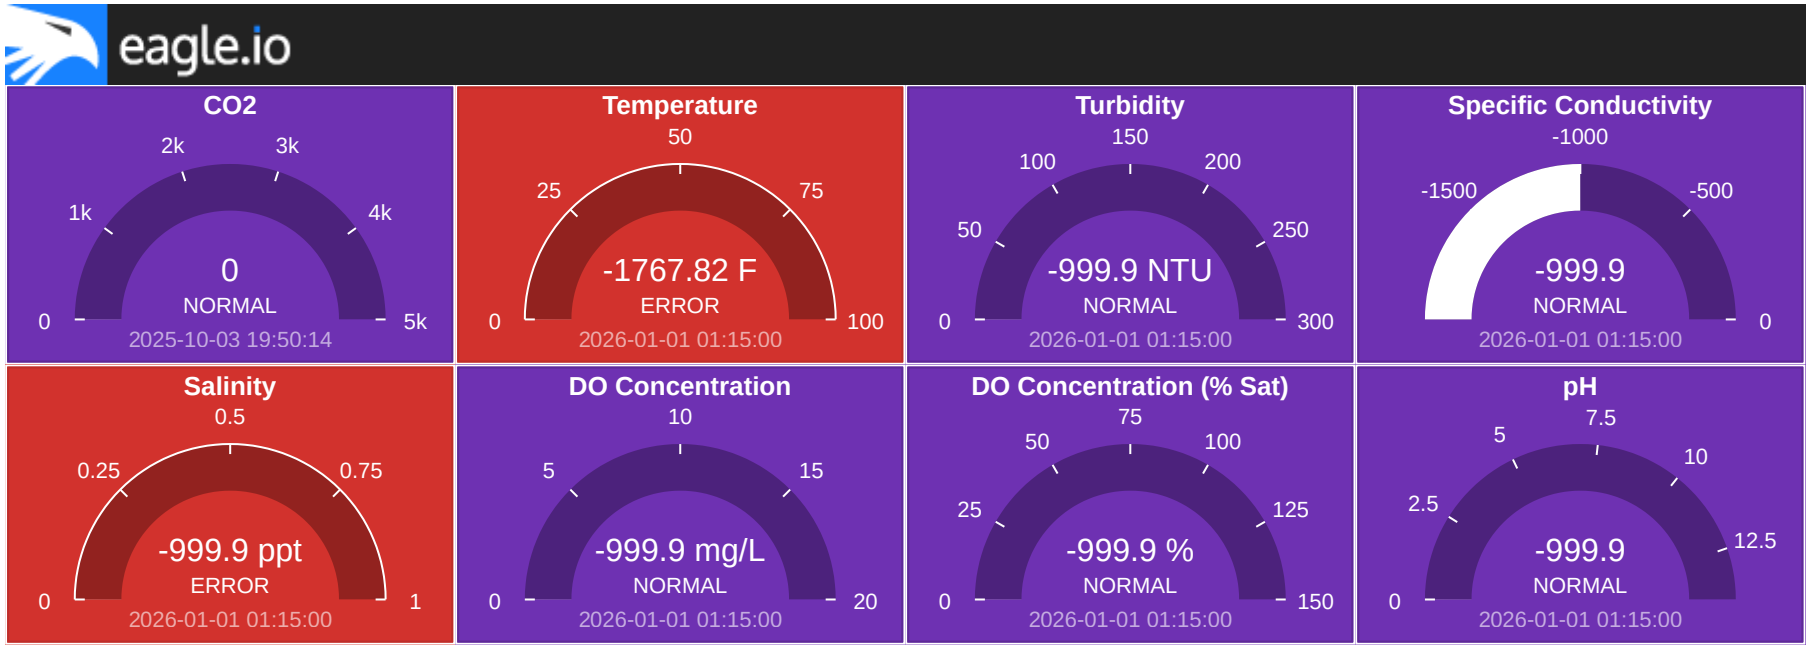 eagle.io
CO2
2k
3k
1k
4k
0
NORMAL
0
5k
2025-10-03 19:50:14
Temperature
50
25
75
-1767.82 F
ERROR
0
100
2026-01-01 01:15:00
Turbidity
150
100
200
50
250
-999.9 NTU
NORMAL
0
300
2026-01-01 01:15:00
Specific Conductivity
-1000
-1500
-500
-999.9
NORMAL
0
2026-01-01 01:15:00
Salinity
0.5
0.25
0.75
-999.9 ppt
ERROR
0
1
2026-01-01 01:15:00
DO Concentration
10
5
15
-999.9 mg/L
NORMAL
0
20
2026-01-01 01:15:00
DO Concentration (% Sat)
75
50
100
25
125
-999.9 %
NORMAL
0
150
2026-01-01 01:15:00
pH
7.5
5
10
2.5
12.5
-999.9
NORMAL
0
2026-01-01 01:15:00